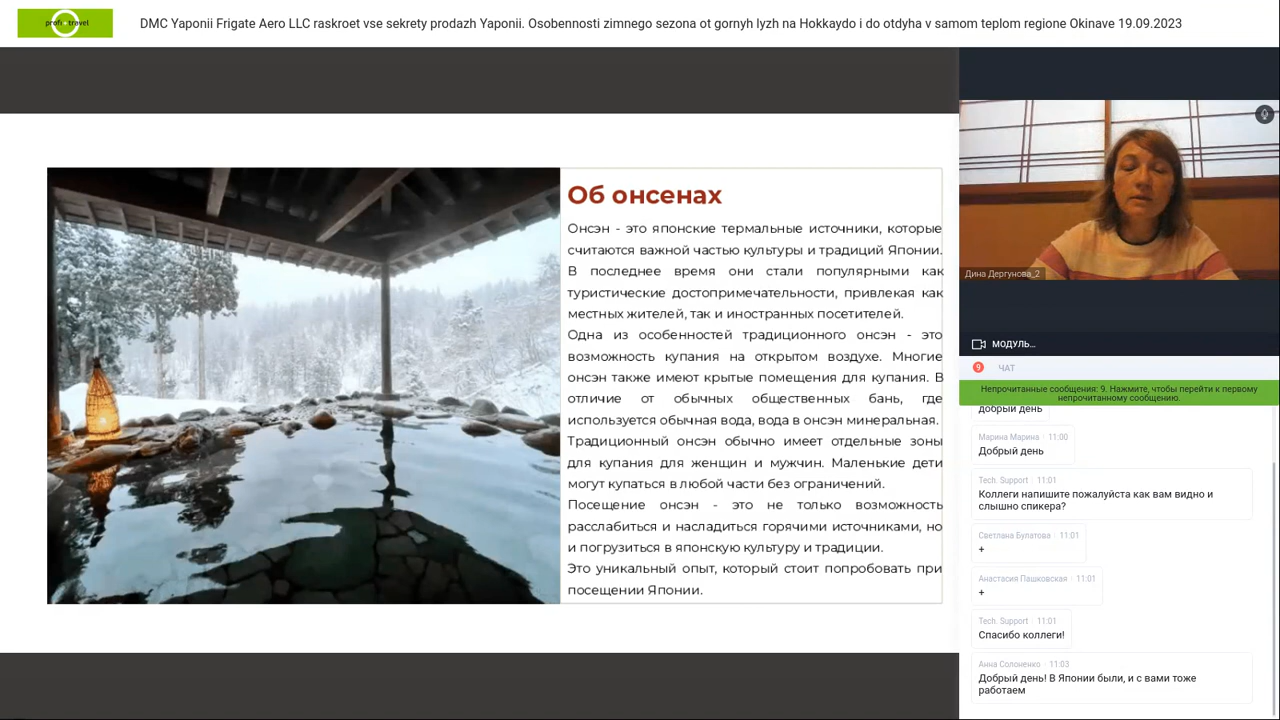 profi travel
DMC Yaponii Frigate Aero LLC raskroet vse sekrety prodazh Yaponii. Osobennosti zimnego sezona ot gornyh lyzh na Hokkaydo i do otdyha v samom teplom regione Okinave 19.09.2023
Об онсенах
Онсэн - это японские термальные источники, которые
считаются важной частью культуры и традиций Японии.
В последнее время они стали популярными как
туристические достопримечательности, привлекая как
местных жителей, так и иностранных посетителей.
Одна из особенностей традиционного онсэн - это
возможность купания на открытом воздухе. Многие
онсэн также имеют крытые помещения для купания. В
отличие от обычных общественных бань, где
используется обычная вода, вода в онсэн минеральная.
Традиционный онсэн обычно имеет отдельные зоны
для купания для женщин и мужчин. Маленькие дети
могут купаться в любой части без ограничений.
Посещение онсэн - это не только возможность
расслабиться и насладиться горячими источниками, но
и погрузиться в японскую культуру и традиции.
Это уникальный опыт, который стоит попробовать при
посещении Японии.
Дина Дергунова_2
МОДУЛЬ...
9 ЧАТ
Непрочитанные сообщения: 9. Нажмите, чтобы перейти к первому
непрочитанному сообщению.
добрый день
Марина Марина 11:00
Добрый день
Tech. Support 11:01
Коллеги напишите пожалуйста как вам видно и
слышно спикера?
Светлана Булатова 11:01
+
Анастасия Пашковская 11:01
+
Tech. Support 11:01
Спасибо коллеги!
Анна Солоненко 11:03
Добрый день! В Японии были, и с вами тоже
работаем